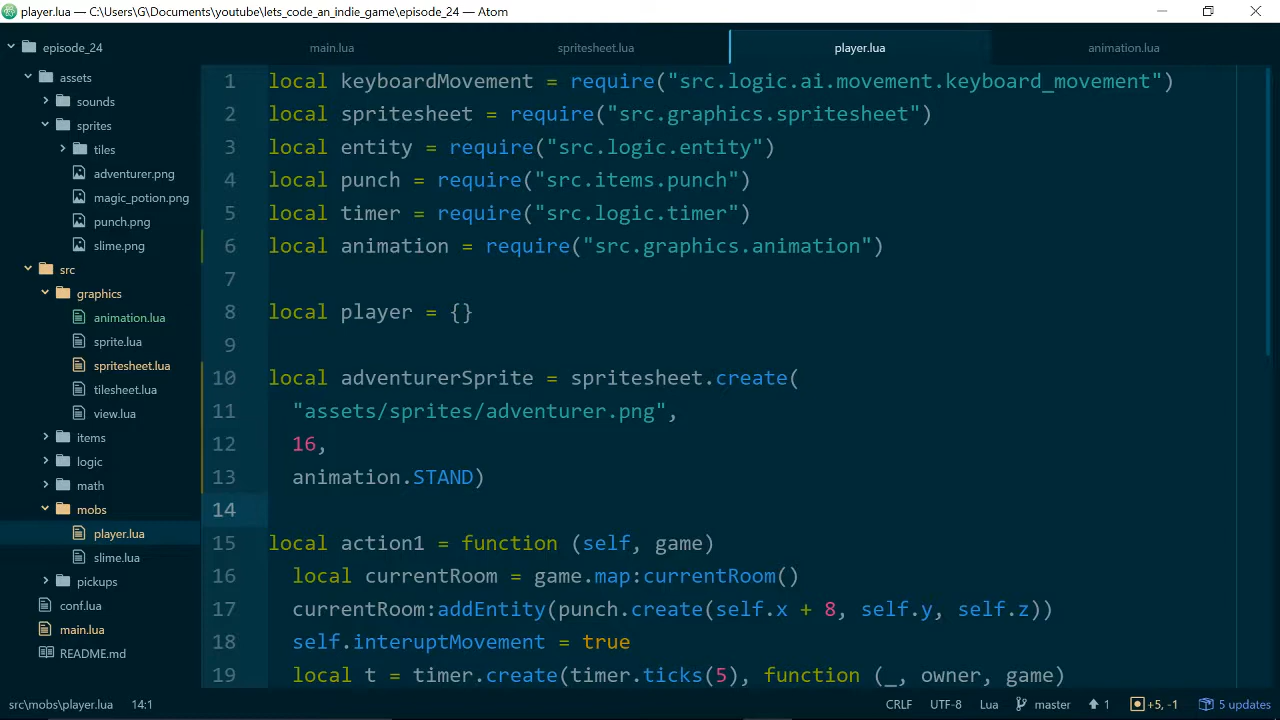 player.lua — C:\Users\G\Documents\youtube\lets_code_an_indie_game\episode_24 — Atom
episode_24
assets
sounds
sprites
tiles
adventurer.png
magic_potion.png
punch.png
slime.png
src
graphics
animation.lua
sprite.lua
spritesheet.lua
tilesheet.lua
view.lua
items
logic
math
mobs
player.lua
slime.lua
pickups
conf.lua
main.lua
README.md
main.lua
spritesheet.lua
player.lua
animation.lua
1 local keyboardMovement = require("src.logic.ai.movement.keyboard_movement")
2 local spritesheet = require("src.graphics.spritesheet")
3 local entity = require("src.logic.entity")
4 local punch = require("src.items.punch")
5 local timer = require("src.logic.timer")
6 local animation = require("src.graphics.animation")
7
8 local player = {}
9
10 local adventurerSprite = spritesheet.create(
11 "assets/sprites/adventurer.png",
12 16,
13 animation.STAND)
14
15 local action1 = function (self, game)
16 local currentRoom = game.map:currentRoom()
17 currentRoom:addEntity(punch.create(self.x + 8, self.y, self.z))
18 self.interuptMovement = true
19 local t = timer.create(timer.ticks(5), function (_, owner, game)
src\mobs\player.lua 14:1 CRLF UTF-8 Lua master 1 +5, -1 5 updates